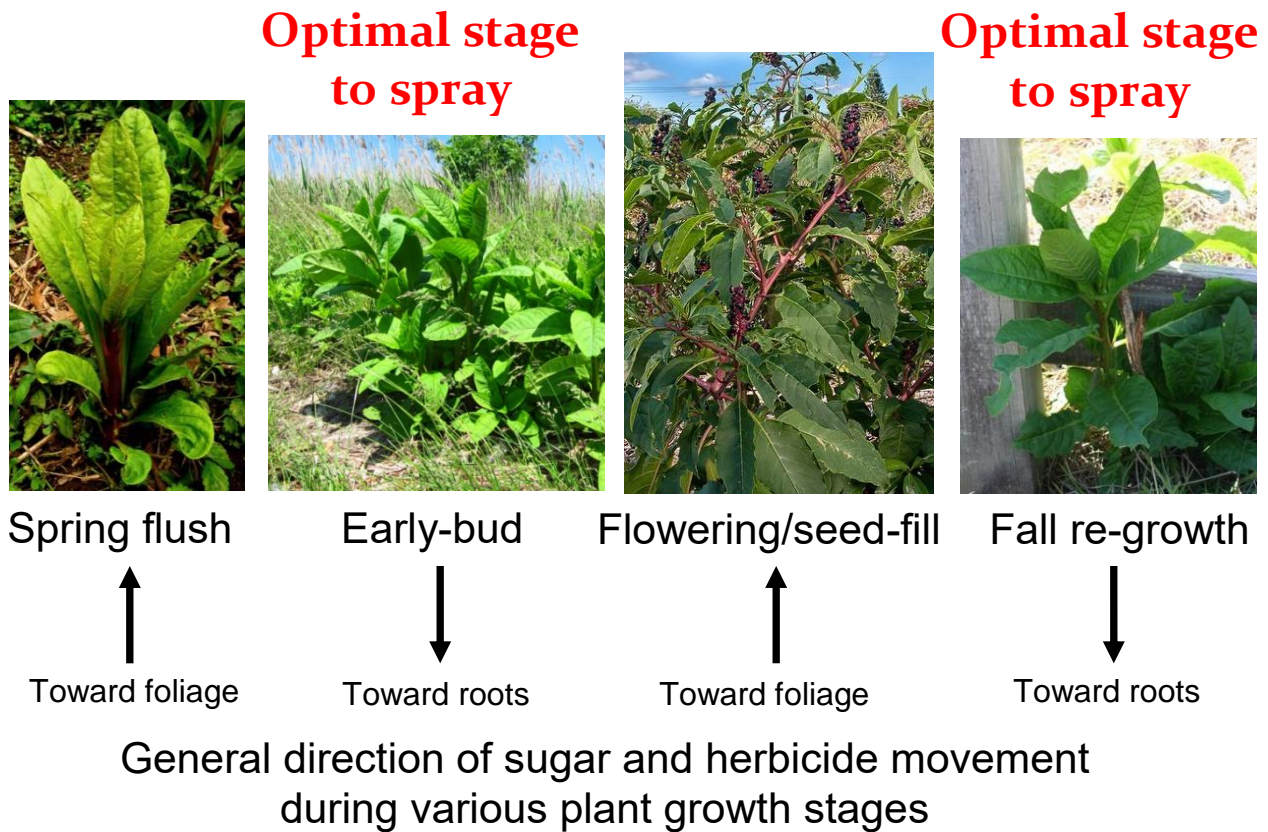 Optimal stage
to spray
Optimal stage
to spray
Spring flush
Early-bud
Flowering/seed-fill
Fall re-growth
Toward foliage
Toward roots
Toward foliage
Toward roots
General direction of sugar and herbicide movement
during various plant growth stages